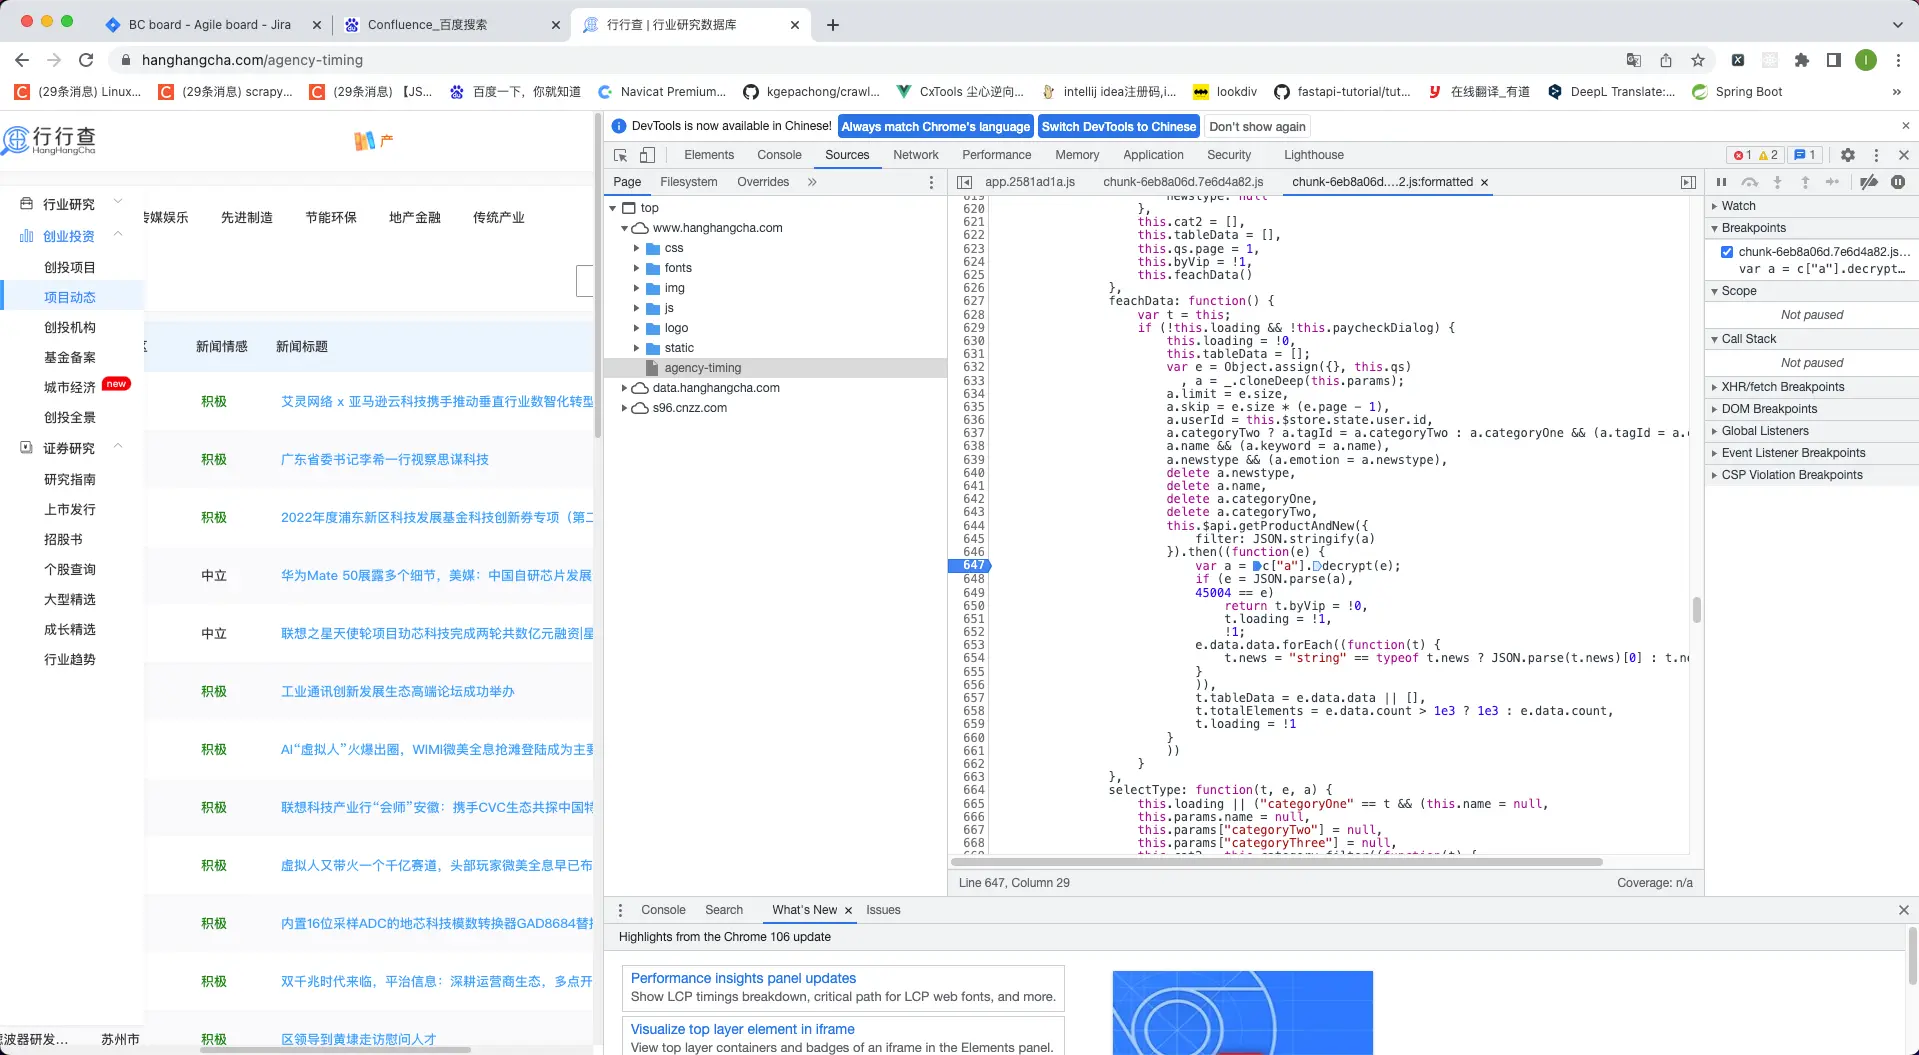 BC board - Agile board - Jira
Confluence_百度搜索
行行查 | 行业研究数据库
hanghangcha.com/agency-timing
(29条消息) Linux...
(29条消息) scrapy...
(29条消息) 【JS...
百度一下，你就知道
Navicat Premium...
kgepachong/crawl...
CxTools 尘心逆向...
intellij idea注册码,i...
lookdiv
fastapi-tutorial/tut...
在线翻译_有道
DeepL Translate:...
Spring Boot
行行查
HangHangCha
产
行业研究
创业投资
创投项目
项目动态
创投机构
基金备案
城市经济 new
创投全景
证券研究
研究指南
上市发行
招股书
个股查询
大型精选
成长精选
行业趋势
传媒娱乐 先进制造 节能环保 地产金融 传统产业
新闻情感 新闻标题
积极 艾灵网络 x 亚马逊云科技携手推动垂直行业数智化转型
积极 广东省委书记李希一行视察思谋科技
积极 2022年度浦东新区科技发展基金科技创新券专项（第二
中立 华为Mate 50展露多个细节，美媒：中国自研芯片发展
中立 联想之星天使轮项目玏芯科技完成两轮共数亿元融资|星
积极 工业通讯创新发展生态高端论坛成功举办
积极 AI“虚拟人”火爆出圈，WIMI微美全息抢滩登陆成为主要
积极 联想科技产业行“会师”安徽：携手CVC生态共探中国特
积极 虚拟人又带火一个千亿赛道，头部玩家微美全息早已布
积极 内置16位采样ADC的地芯科技模数转换器GAD8684替换
积极 双千兆时代来临，平治信息：深耕运营商生态，多点开
滤波器研发... 苏州市 积极 区领导到黄埭走访慰问人才
DevTools is now available in Chinese! Always match Chrome's language Switch DevTools to Chinese Don't show again
Elements Console Sources Network Performance Memory Application Security Lighthouse
1 2 1
Page Filesystem Overrides
app.2581ad1a.js chunk-6eb8a06d.7e6d4a82.js chunk-6eb8a06d....2.js:formatted
top
www.hanghangcha.com
css
fonts
img
js
logo
static
agency-timing
data.hanghangcha.com
s96.cnzz.com
619 newstype: null
620 },
621 this.cat2 = [],
622 this.tableData = [],
623 this.qs.page = 1,
624 this.byVip = !1,
625 this.feachData()
626 },
627 feachData: function() {
628 var t = this;
629 if (!this.loading && !this.paycheckDialog) {
630 this.loading = !0,
631 this.tableData = [];
632 var e = Object.assign({}, this.qs)
633 , a = _.cloneDeep(this.params);
634 a.limit = e.size,
635 a.skip = e.size * (e.page - 1),
636 a.userId = this.$store.state.user.id,
637 a.categoryTwo ? a.tagId = a.categoryTwo : a.categoryOne && (a.tagId = a.c
638 a.name && (a.keyword = a.name),
639 a.newstype && (a.emotion = a.newstype),
640 delete a.newstype,
641 delete a.name,
642 delete a.categoryOne,
643 delete a.categoryTwo,
644 this.$api.getProductAndNew({
645 filter: JSON.stringify(a)
646 }).then((function(e) {
647 var a = c["a"].decrypt(e);
648 if (e = JSON.parse(a),
649 45004 == e)
650 return t.byVip = !0,
651 t.loading = !1,
652 !1;
653 e.data.data.forEach((function(t) {
654 t.news = "string" == typeof t.news ? JSON.parse(t.news)[0] : t.ne
655 }
656 )),
657 t.tableData = e.data.data || [],
658 t.totalElements = e.data.count > 1e3 ? 1e3 : e.data.count,
659 t.loading = !1
660 }
661 ))
662 }
663 },
664 selectType: function(t, e, a) {
665 this.loading || ("categoryOne" == t && (this.name = null,
666 this.params.name = null,
667 this.params["categoryTwo"] = null,
668 this.params["categoryThree"] = null,
Line 647, Column 29
Coverage: n/a
Watch
Breakpoints
chunk-6eb8a06d.7e6d4a82.js...
var a = c["a"].decrypt...
Scope
Not paused
Call Stack
Not paused
XHR/fetch Breakpoints
DOM Breakpoints
Global Listeners
Event Listener Breakpoints
CSP Violation Breakpoints
Console Search What's New Issues
Highlights from the Chrome 106 update
Performance insights panel updates
Show LCP timings breakdown, critical path for LCP web fonts, and more.
Visualize top layer element in iframe
View top layer containers and badges of an iframe in the Elements panel.